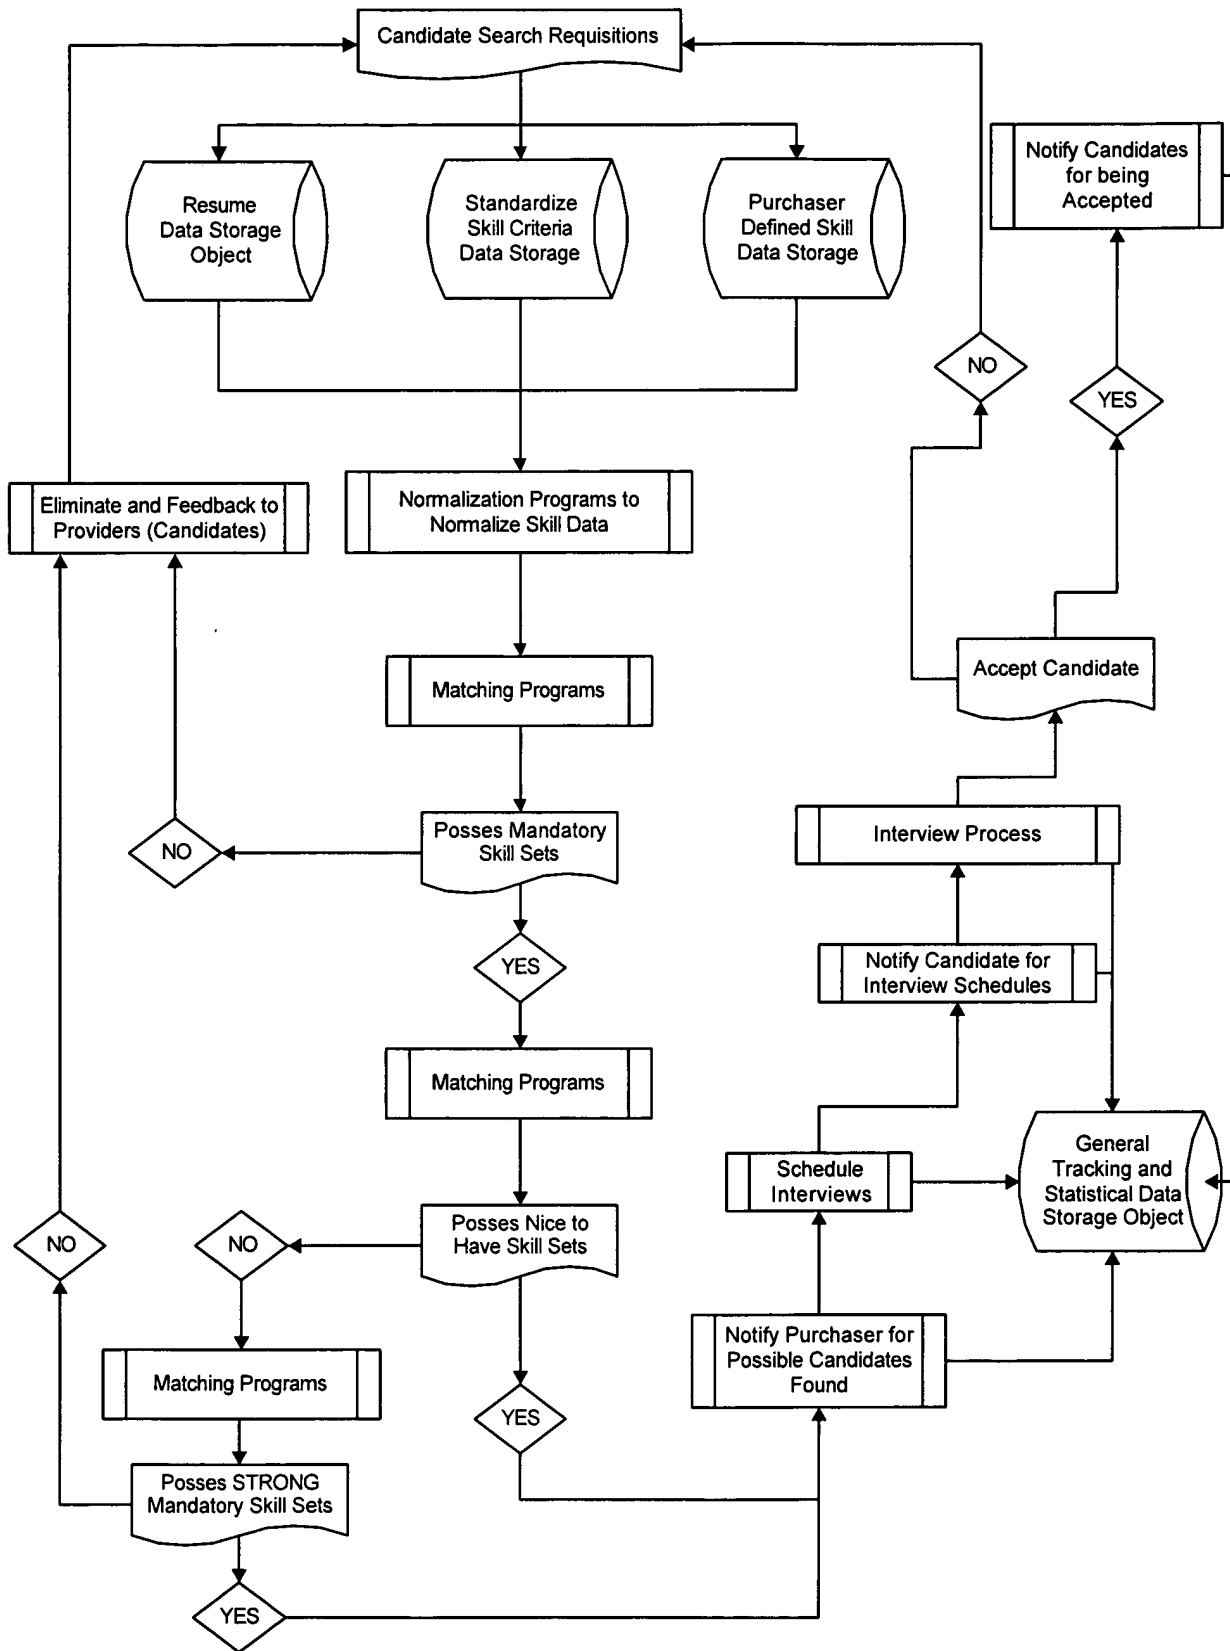 Candidate Search Requisitions
Notify Candidates
for being
Accepted
Resume
Data Storage
Object
Standardize
Skill Criteria
Data Storage
Purchaser
Defined Skill
Data Storage
NO
YES
Eliminate and Feedback to
Providers (Candidates)
Normalization Programs to
Normalize Skill Data
Matching Programs
Accept Candidate
Posses Mandatory
Skill Sets
NO
Interview Process
YES
Notify Candidate for
Interview Schedules
Matching Programs
Schedule
Interviews
General
Tracking and
Statistical Data
Storage Object
NO
NO
Posses Nice to
Have Skill Sets
Notify Purchaser for
Possible Candidates
Found
Matching Programs
YES
Posses STRONG
Mandatory Skill Sets
YES